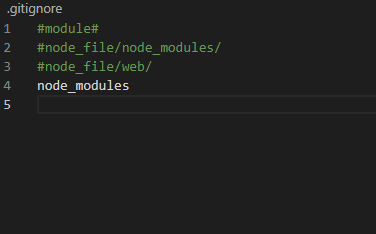 .gitignore
1 #module#
2 #node_file/node_modules/
3 #node_file/web/
4 node_modules
5